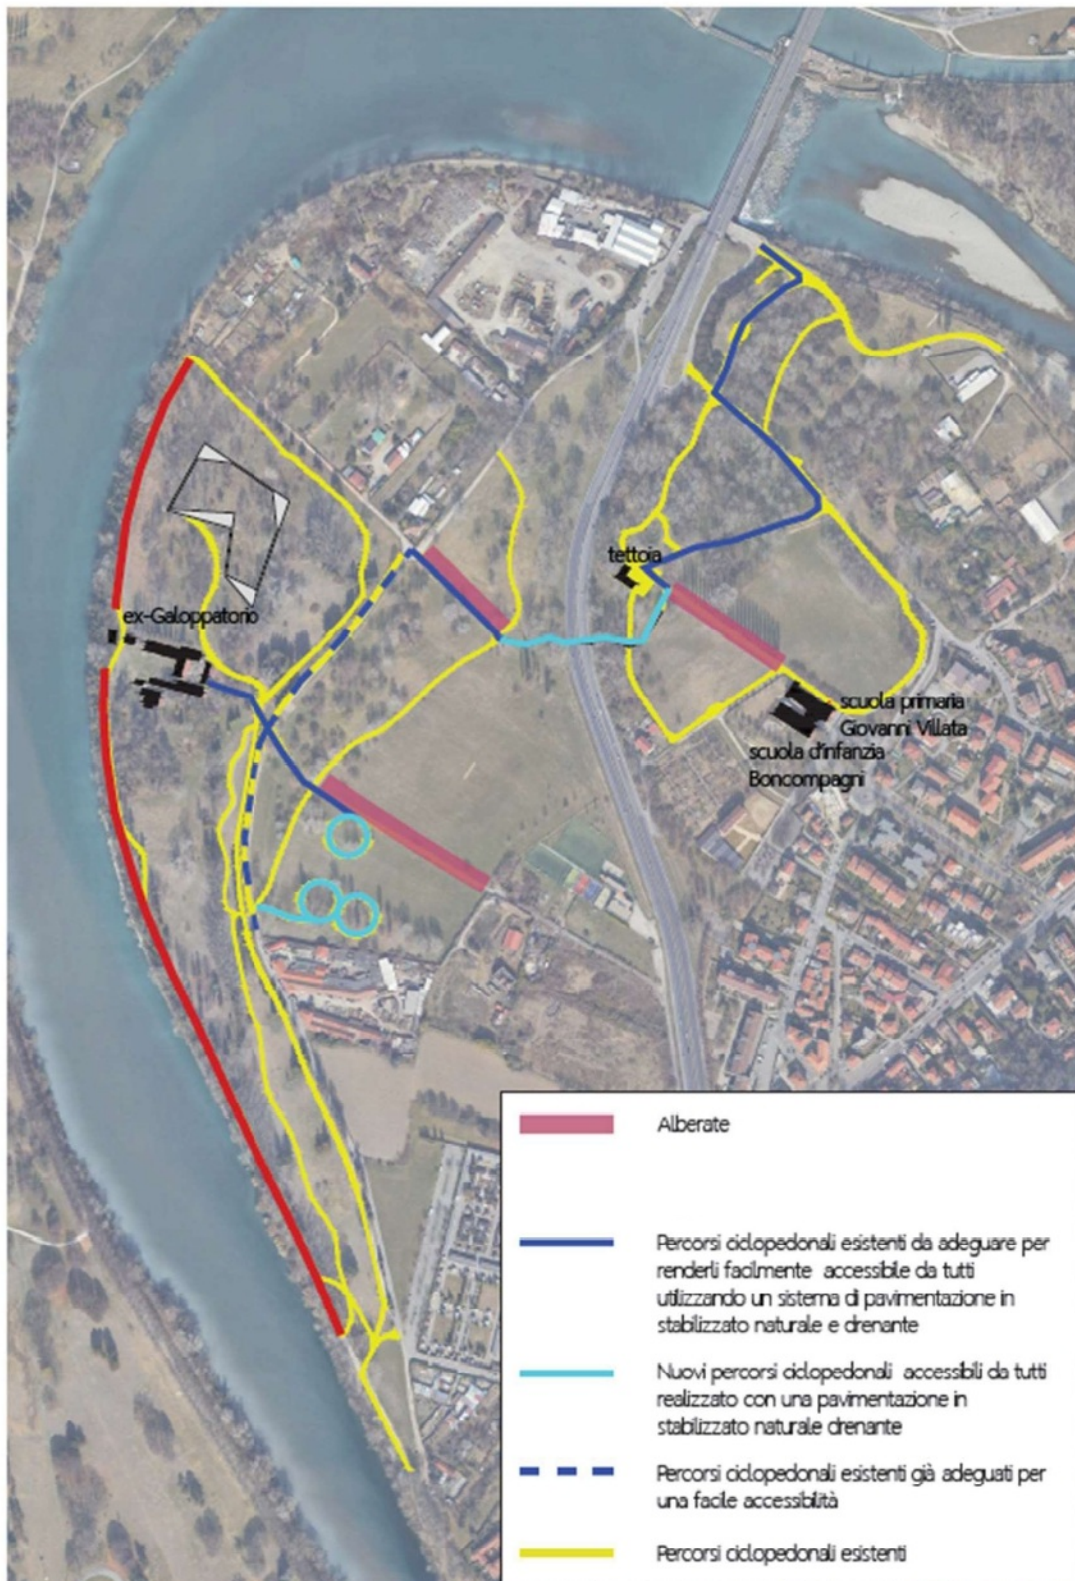 tettoia
ex-Galoppatoio
scuola primaria
Giovanni Villata
scuola d'infanzia
Boncompagni
Alberate
Percorsi ciclopedonali esistenti da adeguare per
renderli facilmente accessibile da tutti
utilizzando un sistema di pavimentazione in
stabilizzato naturale e drenante
Nuovi percorsi ciclopedonali accessibili da tutti
realizzato con una pavimentazione in
stabilizzato naturale drenante
Percorsi ciclopedonali esistenti già adeguati per
una facile accessibilità
Percorsi ciclopedonali esistenti